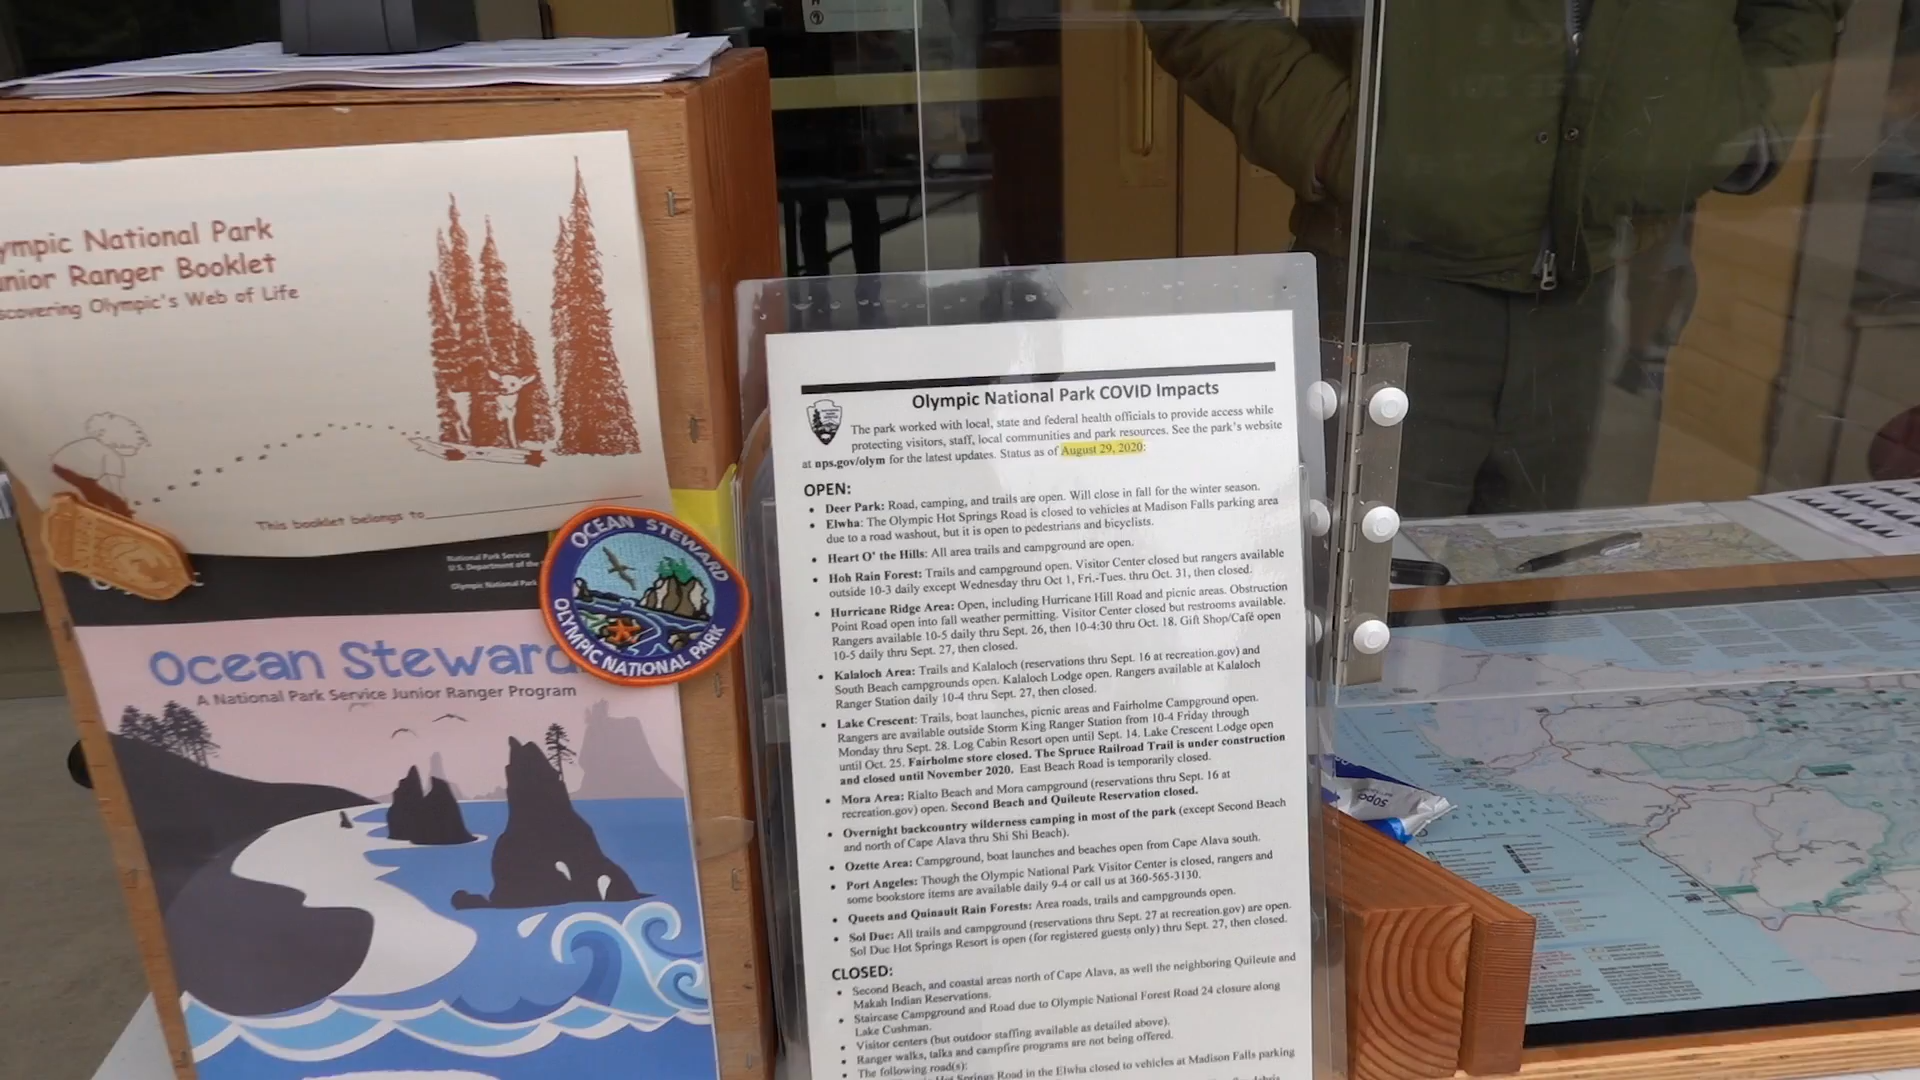 ympic National Park
unior Ranger Booklet
scovering Olympic's Web of Life
This booklet belongs to
National Park Service
U.S. Department of the
Olympic National Park
OCEAN STEWARD
OLYMPIC NATIONAL PARK
Ocean Steward
A National Park Service Junior Ranger Program
Olympic National Park COVID Impacts
The park worked with local, state and federal health officials to provide access while
protecting visitors, staff, local communities and park resources. See the park's website
at nps.gov/olym for the latest updates. Status as of August 29, 2020:
OPEN:
• Deer Park: Road, camping, and trails are open. Will close in fall for the winter season.
• Elwha: The Olympic Hot Springs Road is closed to vehicles at Madison Falls parking area
due to a road washout, but it is open to pedestrians and bicyclists.
• Heart O' the Hills: All area trails and campground are open.
• Hoh Rain Forest: Trails and campground open. Visitor Center closed but rangers available
outside 10-3 daily except Wednesday thru Oct 1, Fri.-Tues. thru Oct. 31, then closed.
• Hurricane Ridge Area: Open, including Hurricane Hill Road and picnic areas. Obstruction
Point Road open into fall weather permitting. Visitor Center closed but restrooms available.
Rangers available 10-5 daily thru Sept. 26, then 10-4:30 thru Oct. 18. Gift Shop/Café open
10-5 daily thru Sept. 27, then closed.
• Kalaloch Area: Trails and Kalaloch (reservations thru Sept. 16 at recreation.gov) and
South Beach campgrounds open. Kalaloch Lodge open. Rangers available at Kalaloch
Ranger Station daily 10-4 thru Sept. 27, then closed.
• Lake Crescent: Trails, boat launches, picnic areas and Fairholme Campground open.
Rangers are available outside Storm King Ranger Station from 10-4 Friday through
Monday thru Sept. 28. Log Cabin Resort open until Sept. 14. Lake Crescent Lodge open
until Oct. 25. Fairholme store closed. The Spruce Railroad Trail is under construction
and closed until November 2020. East Beach Road is temporarily closed.
• Mora Area: Rialto Beach and Mora campground (reservations thru Sept. 16 at
recreation.gov) open. Second Beach and Quileute Reservation closed.
• Overnight backcountry wilderness camping in most of the park (except Second Beach
and north of Cape Alava thru Shi Shi Beach).
• Ozette Area: Campground, boat launches and beaches open from Cape Alava south.
• Port Angeles: Though the Olympic National Park Visitor Center is closed, rangers and
some bookstore items are available daily 9-4 or call us at 360-565-3130.
• Queets and Quinault Rain Forests: Area roads, trails and campgrounds open.
• Sol Duc: All trails and campground (reservations thru Sept. 27 at recreation.gov) are open.
Sol Duc Hot Springs Resort is open (for registered guests only) thru Sept. 27, then closed.
CLOSED:
• Second Beach, and coastal areas north of Cape Alava, as well the neighboring Quileute and
Makah Indian Reservations.
• Staircase Campground and Road due to Olympic National Forest Road 24 closure along
Lake Cushman.
• Visitor centers (but outdoor staffing available as detailed above).
• Ranger walks, talks and campfire programs are not being offered.
• The following road(s):
Hot Springs Road in the Elwha closed to vehicles at Madison Falls parking